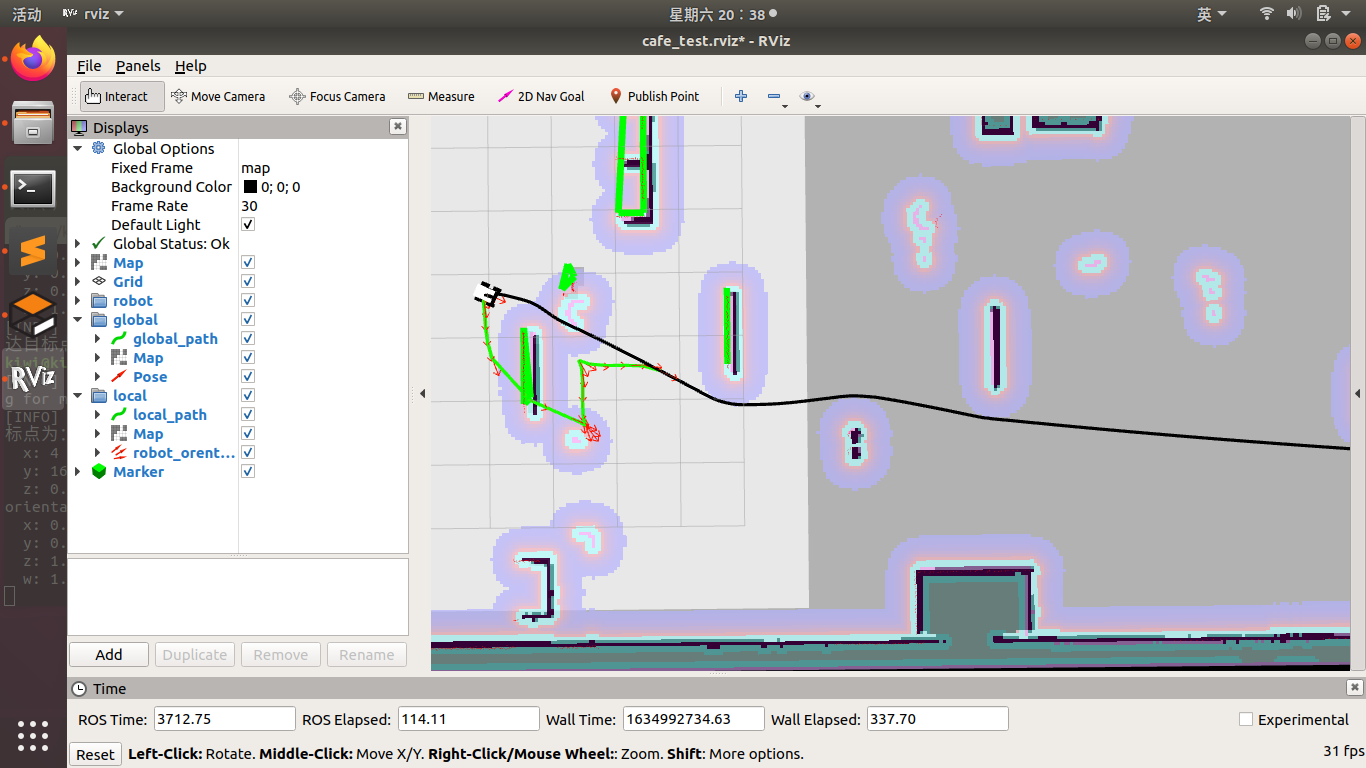 活动 rviz 星期六 20：38 英
cafe_test.rviz* - RViz
File Panels Help
Interact Move Camera Focus Camera Measure 2D Nav Goal Publish Point
Displays
Global Options
Fixed Frame map
Background Color 0; 0; 0
Frame Rate 30
Default Light
Global Status: Ok
Map
Grid
robot
global
global_path
Map
Pose
local
local_path
Map
robot_orent...
Marker
RViz
[INFO]
达目标点
[INFO]
标点为:
x: 4
y: 16
z: 0.
orienta
x: 0.
y: 0.
z: 1.
w: 1.
Add Duplicate Remove Rename
Time
ROS Time: 3712.75 ROS Elapsed: 114.11 Wall Time: 1634992734.63 Wall Elapsed: 337.70 Experimental
Reset Left-Click: Rotate. Middle-Click: Move X/Y. Right-Click/Mouse Wheel:: Zoom. Shift: More options. 31 fps